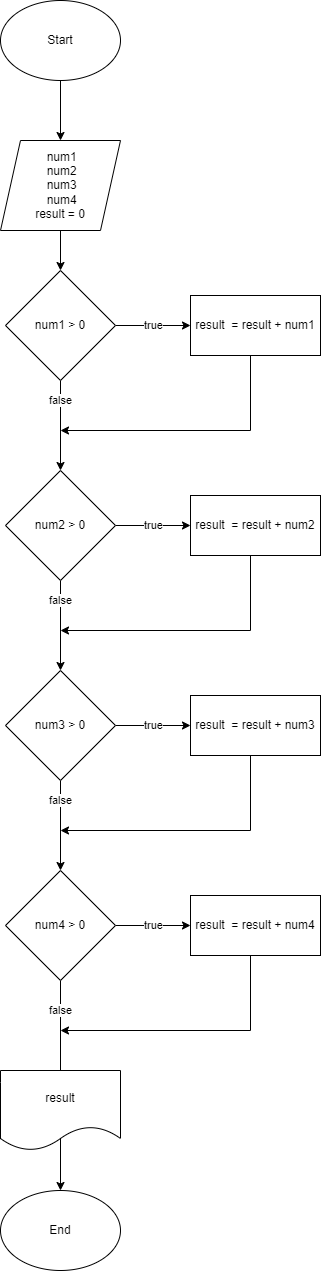 Start
num1
num2
num3
num4
result = 0
num1 > 0
true
result  = result + num1
false
num2 > 0
true
result  = result + num2
false
num3 > 0
true
result  = result + num3
false
num4 > 0
true
result  = result + num4
false
result
End